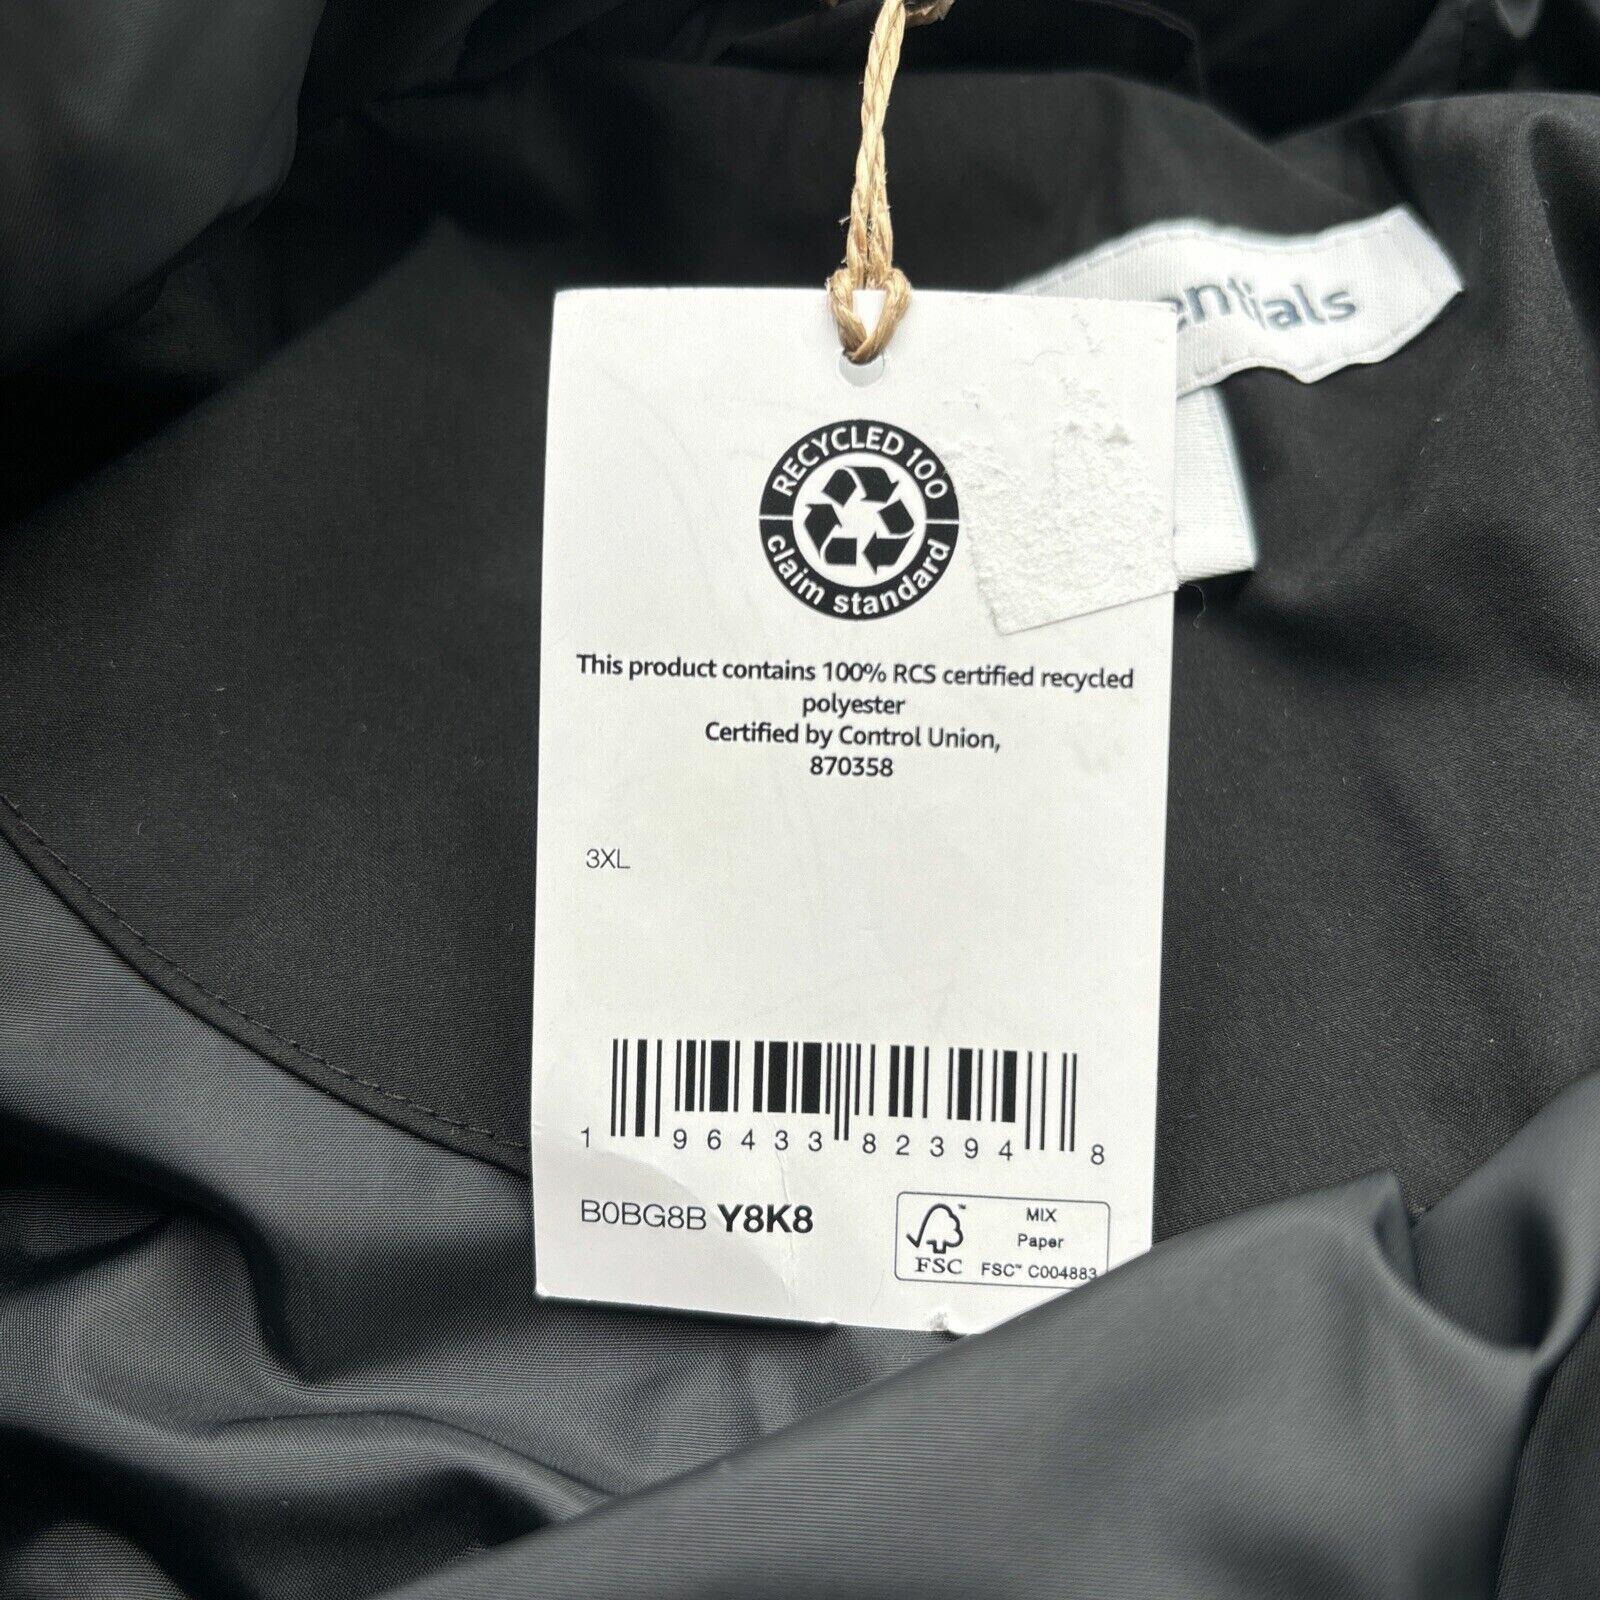 entials
RECYCLED 100
claim standard
This product contains 100% RCS certified recycled
polyester
Certified by Control Union,
870358
3XL
1 96433 82394 8
B0BG8B Y8K8
FSC™
MIX
Paper
FSC™ C004883